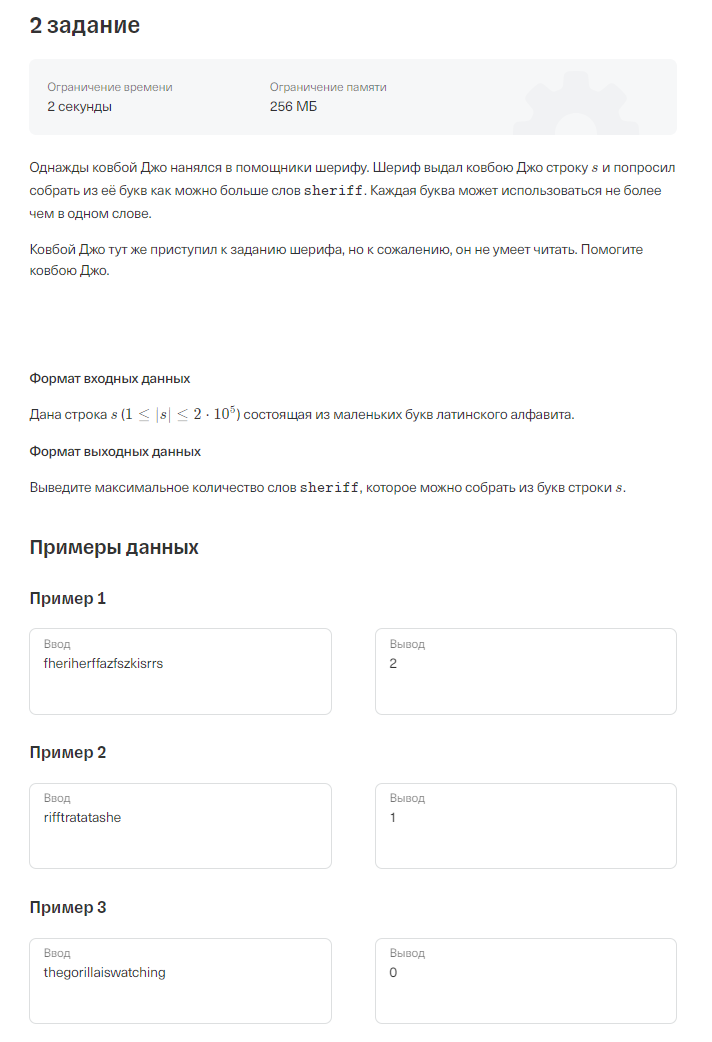 2 задание
Ограничение времени
2 секунды
Ограничение памяти
256 МБ
Однажды ковбой Джо нанялся в помощники шерифу. Шериф выдал ковбою Джо строку s и попросил
собрать из её букв как можно больше слов sheriff. Каждая буква может использоваться не более
чем в одном слове.
Ковбой Джо тут же приступил к заданию шерифа, но к сожалению, он не умеет читать. Помогите
ковбою Джо.
Формат входных данных
Дана строка s (1 ≤ |s| ≤ 2 · 10⁵) состоящая из маленьких букв латинского алфавита.
Формат выходных данных
Выведите максимальное количество слов sheriff, которое можно собрать из букв строки s.
Примеры данных
Пример 1
Ввод
fheriherffazfszkisrrs
Вывод
2
Пример 2
Ввод
rifftratatashe
Вывод
1
Пример 3
Ввод
thegorillaiswatching
Вывод
0